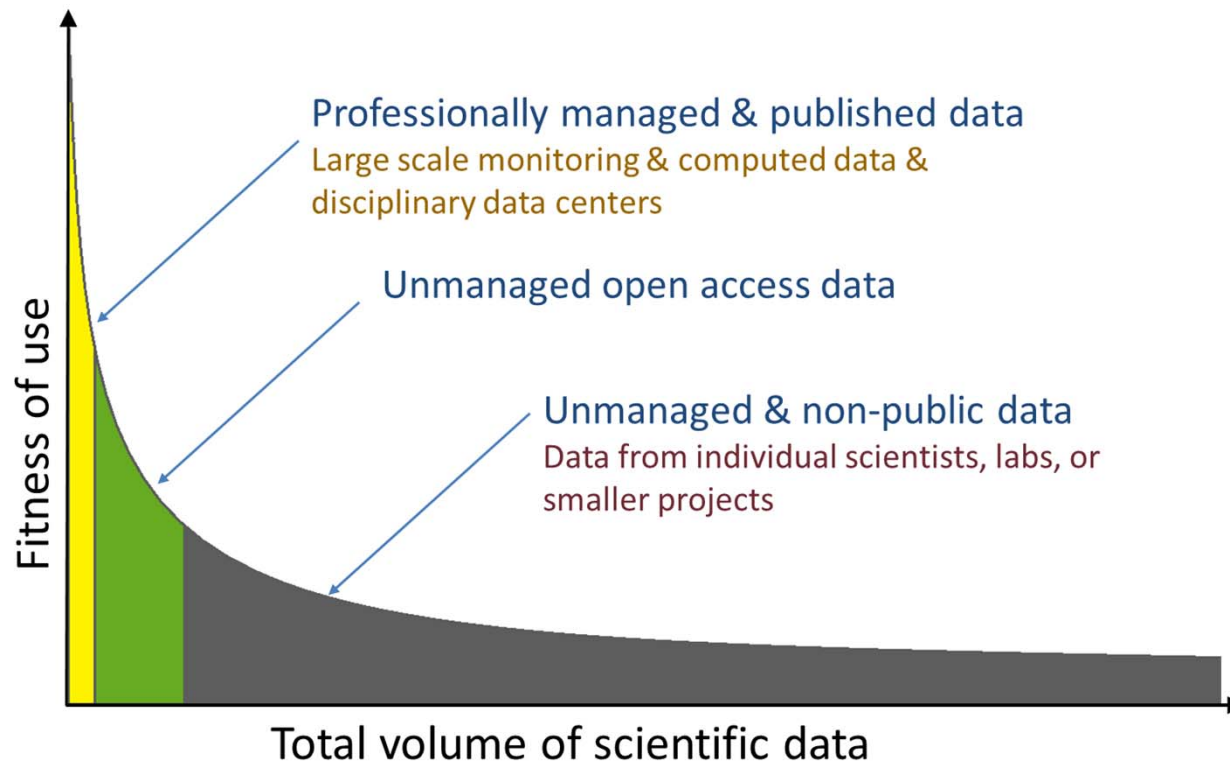 Professionally managed & published data
Large scale monitoring & computed data &
disciplinary data centers
Unmanaged open access data
Unmanaged & non-public data
Data from individual scientists, labs, or
smaller projects
Fitness of use
Total volume of scientific data